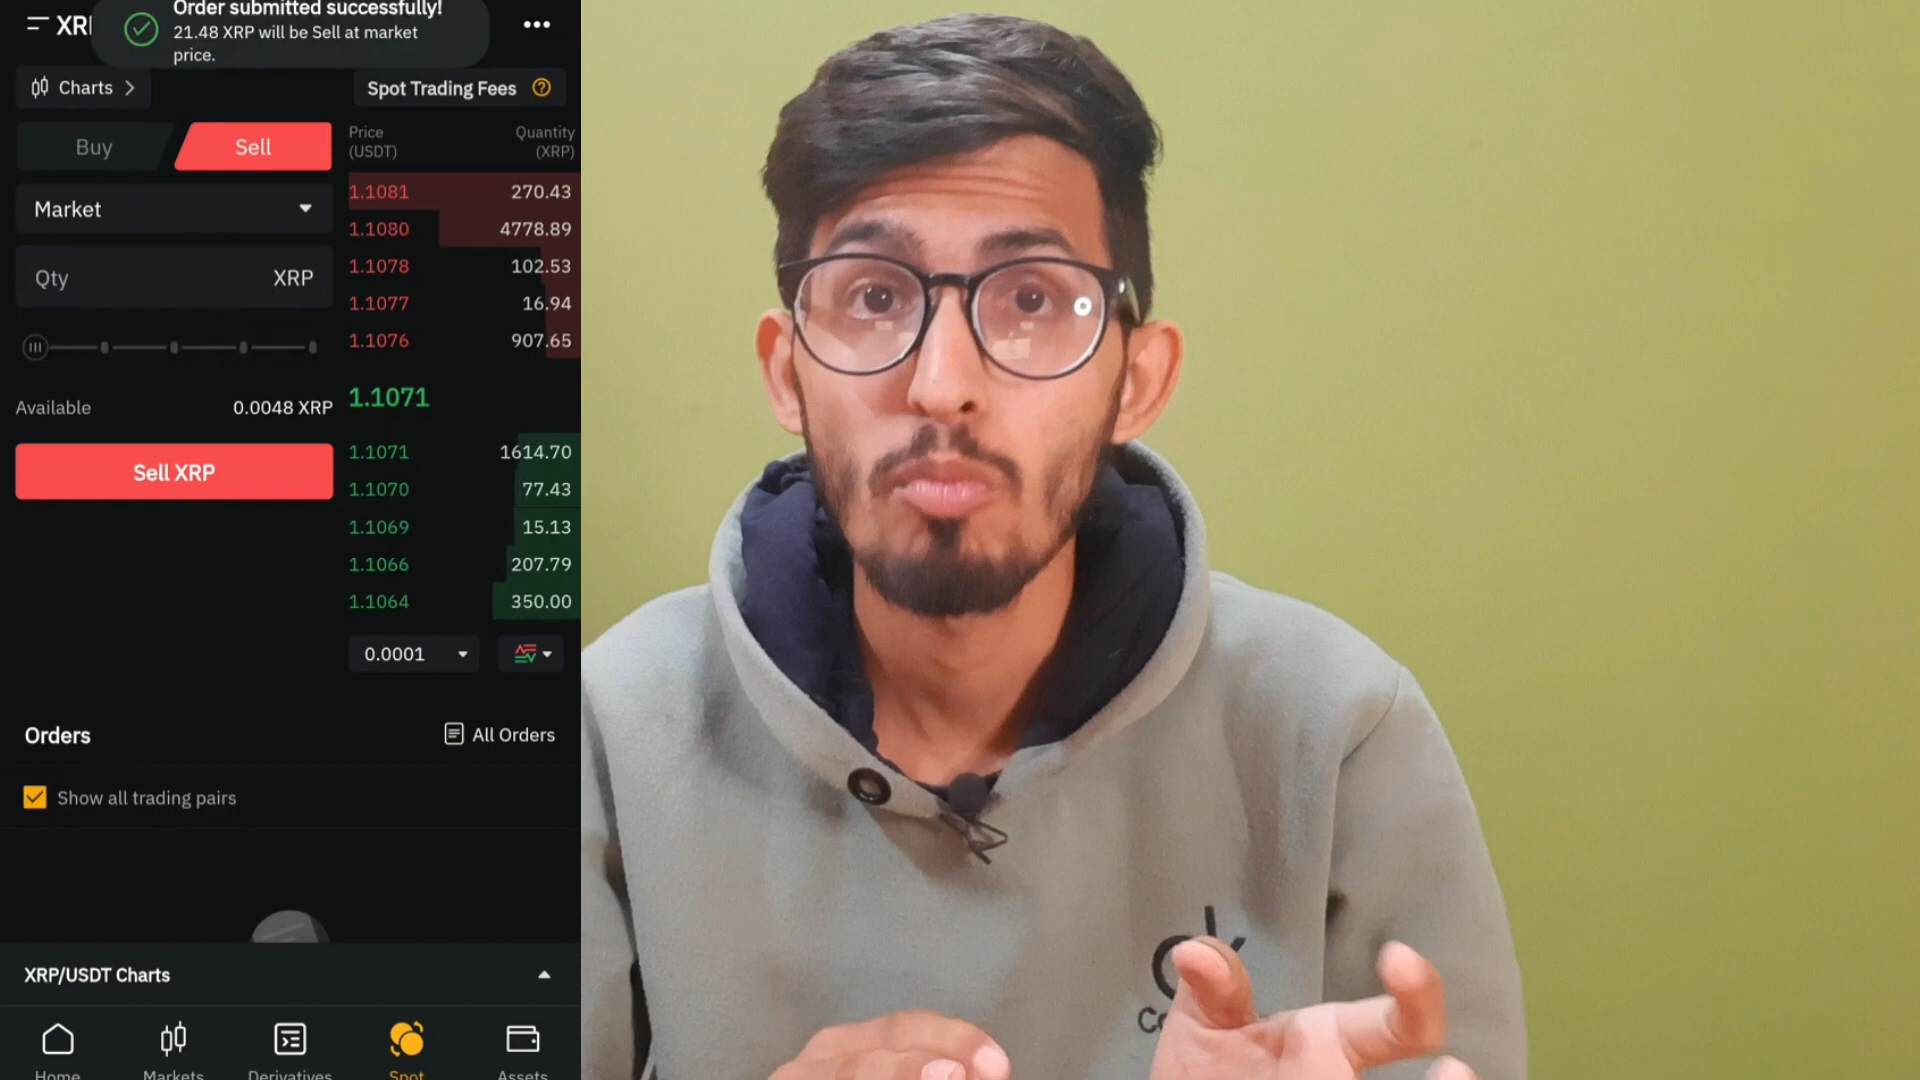 Order submitted successfully!
21.48 XRP will be Sell at market
price.
Charts
Spot Trading Fees
Buy
Sell
Price
(USDT)
Quantity
(XRP)
Market
Qty
XRP
1.1081 270.43
1.1080 4778.89
1.1078 102.53
1.1077 16.94
1.1076 907.65
1.1071
Available 0.0048 XRP
Sell XRP
1.1071 1614.70
1.1070 77.43
1.1069 15.13
1.1066 207.79
1.1064 350.00
0.0001
Orders
All Orders
Show all trading pairs
XRP/USDT Charts
Home
Markets
Derivatives
Spot
Assets